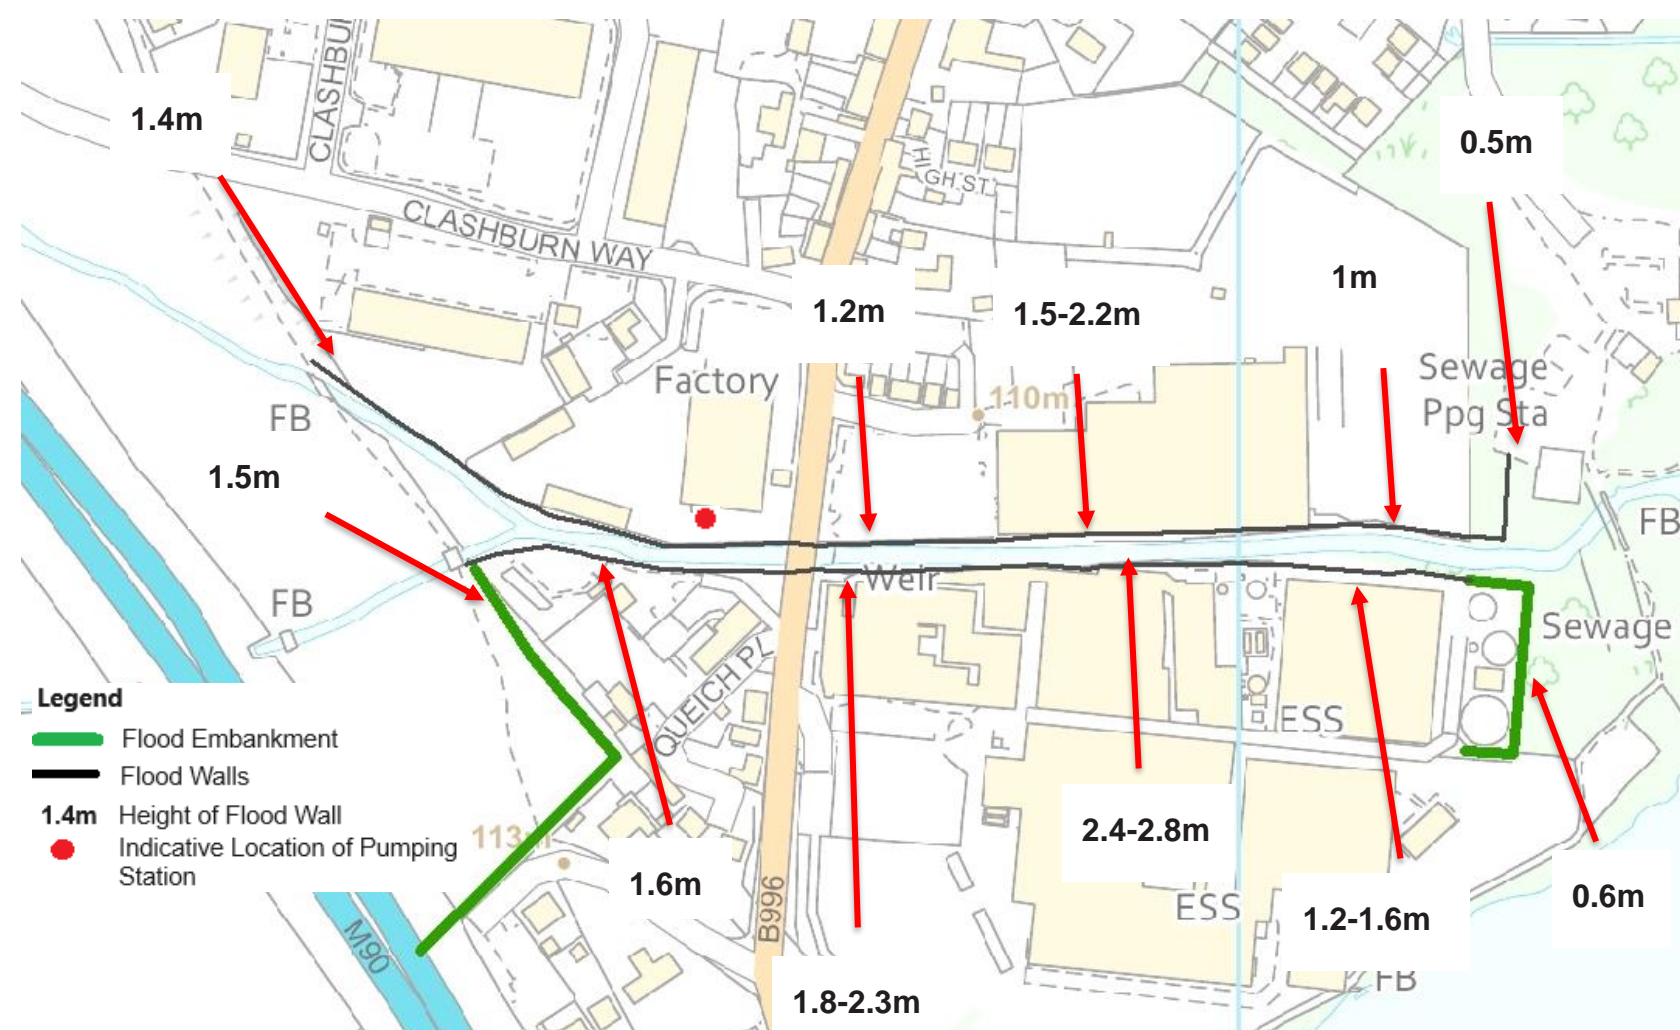 CLASHBU
1.4m
0.5m
HI
GH ST
CLASHBURN WAY
1m
1.2m
1.5-2.2m
Factory
Sewage
Ppg Sta
110m
FB
1.5m
FB
Weir
FB
Sewage
QUEICH PL
ESS
Legend
Flood Embankment
Flood Walls
1.4m Height of Flood Wall
Indicative Location of Pumping
Station
113m
2.4-2.8m
1.6m
B996
ESS
1.2-1.6m
0.6m
M90
FB
1.8-2.3m